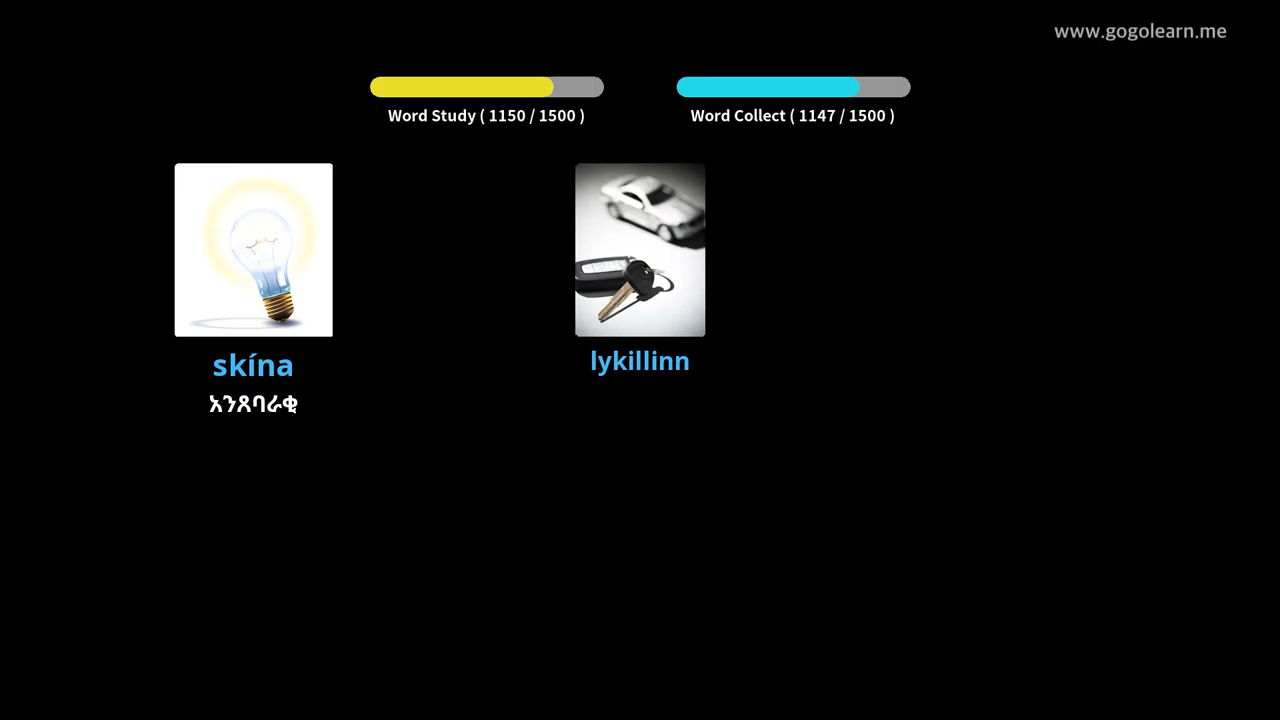 www.gogolearn.me
Word Study ( 1150 / 1500 )
Word Collect ( 1147 / 1500 )
skína
አንጸባራቂ
lykillinn